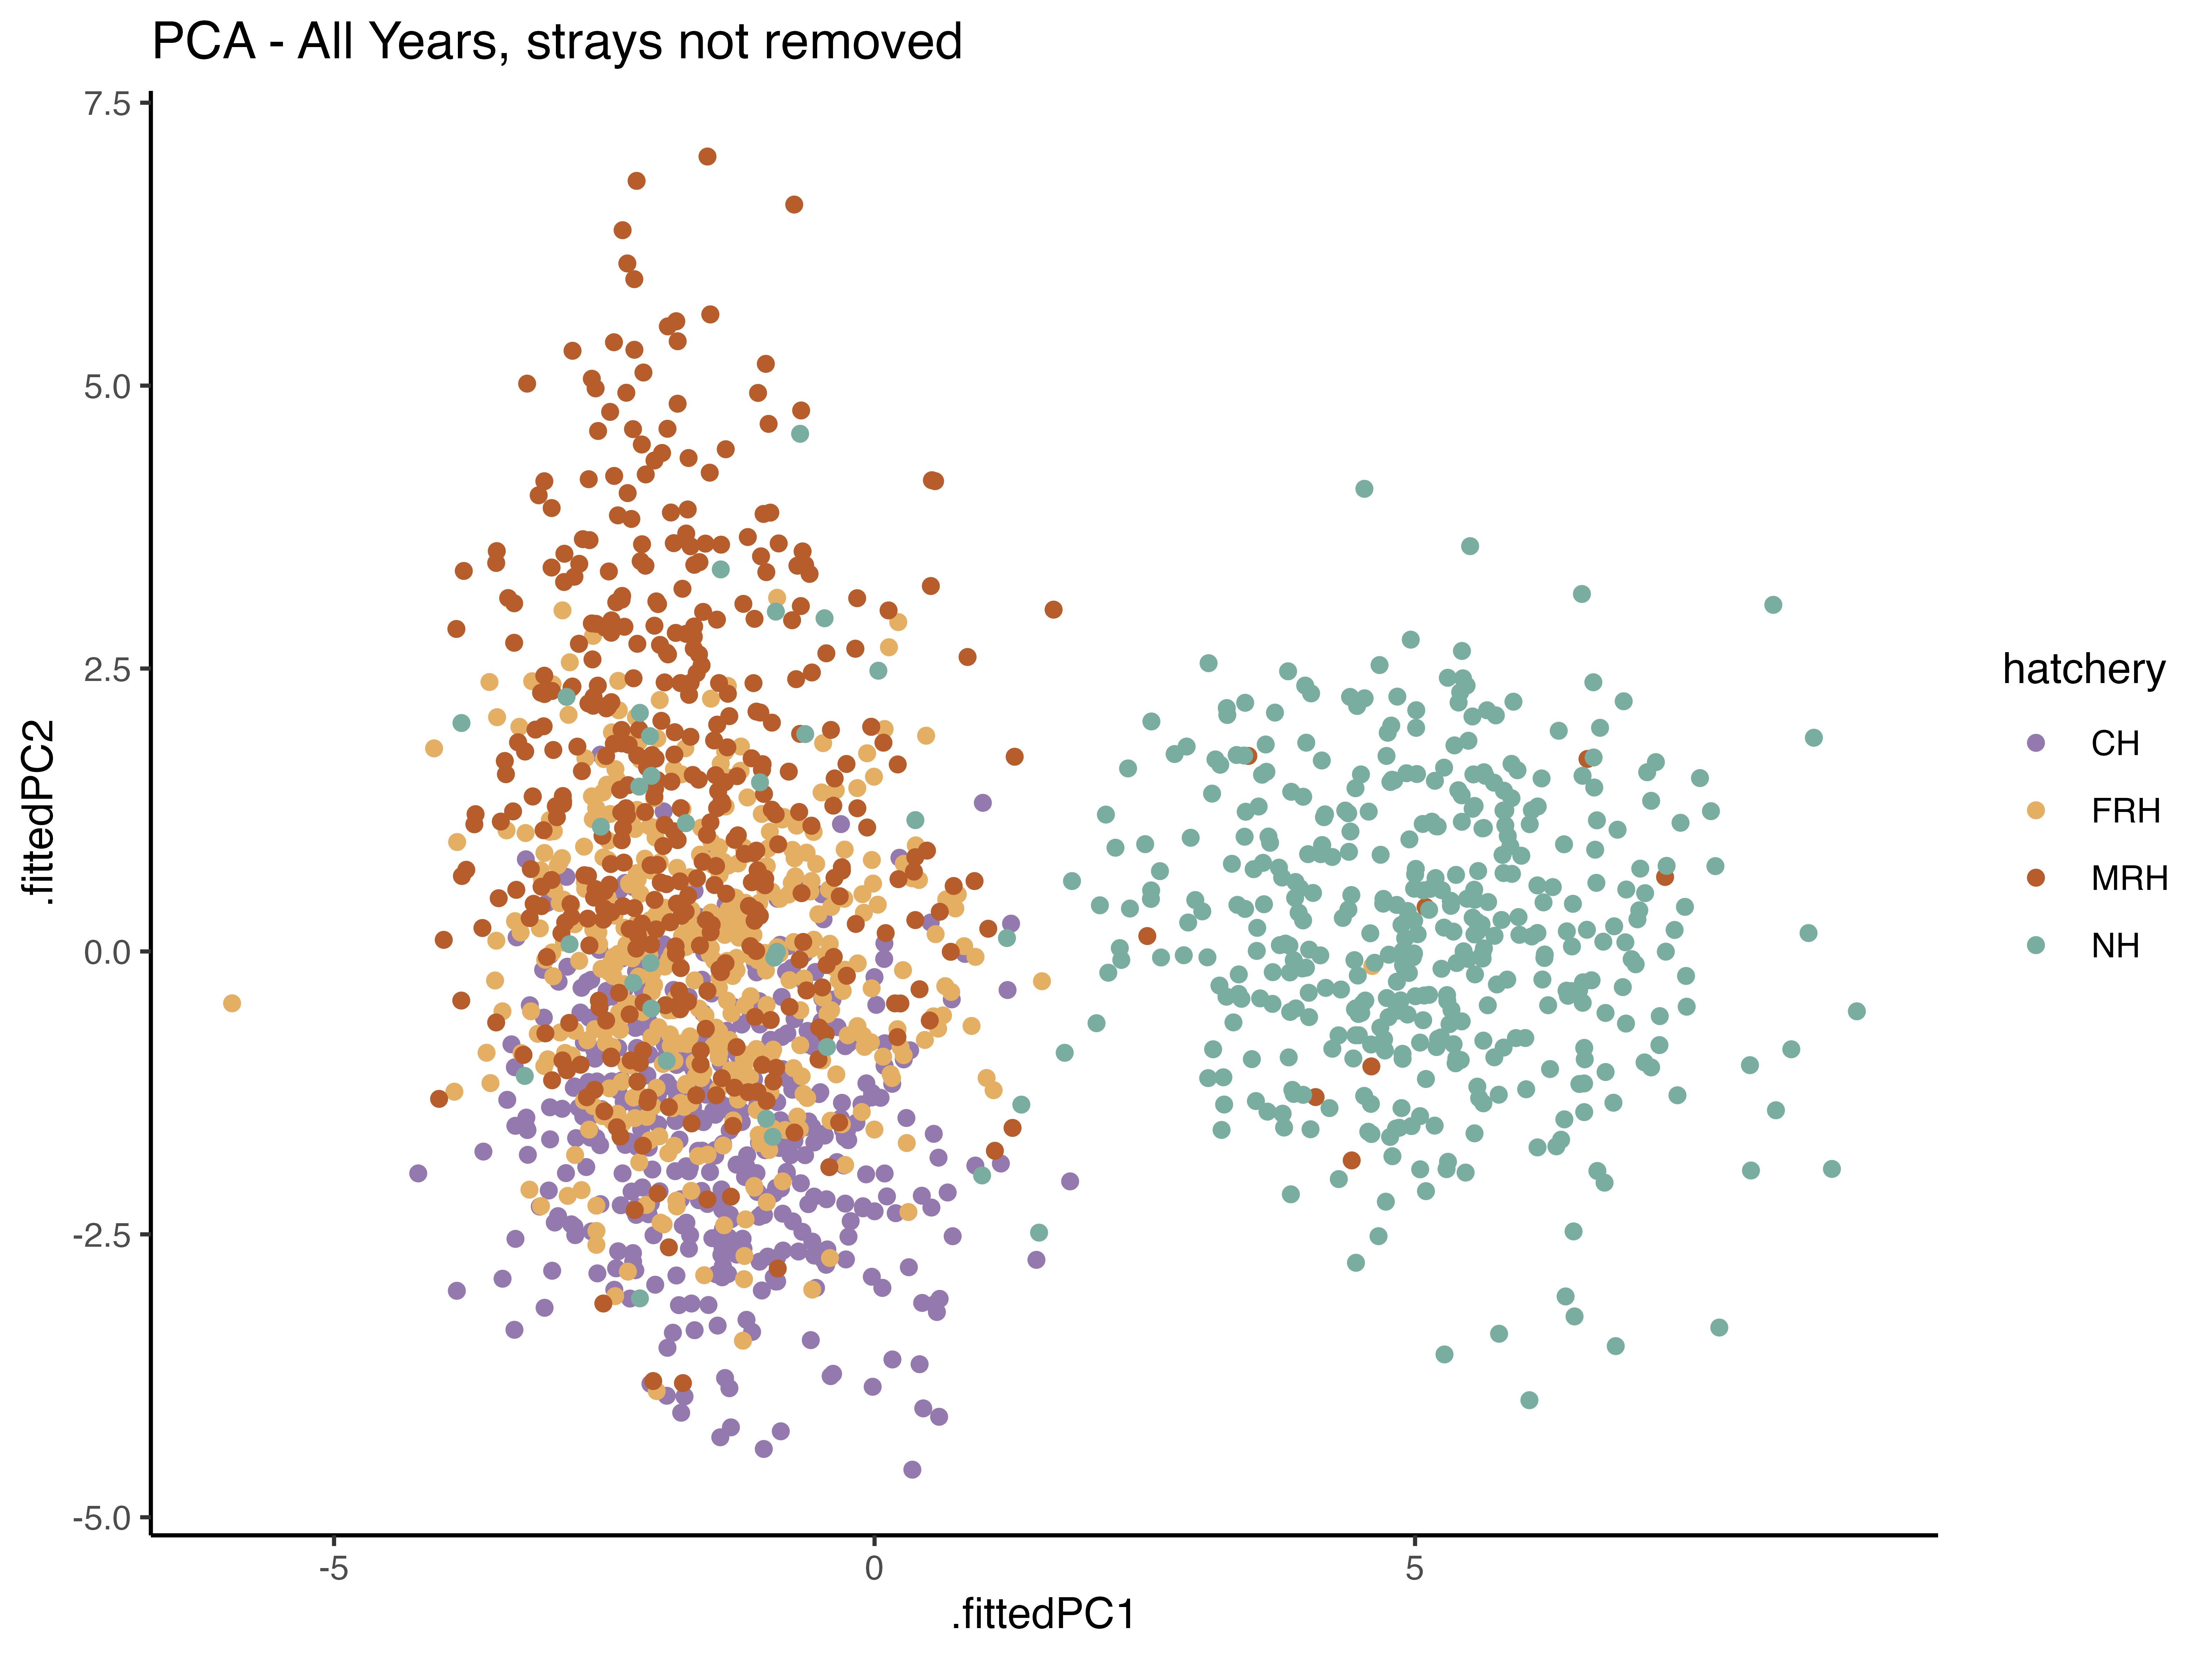 PCA - All Years, strays not removed
7.5
5.0
2.5
0.0
-2.5
-5.0
.fittedPC2
-5
0
5
.fittedPC1
hatchery
CH
FRH
MRH
NH